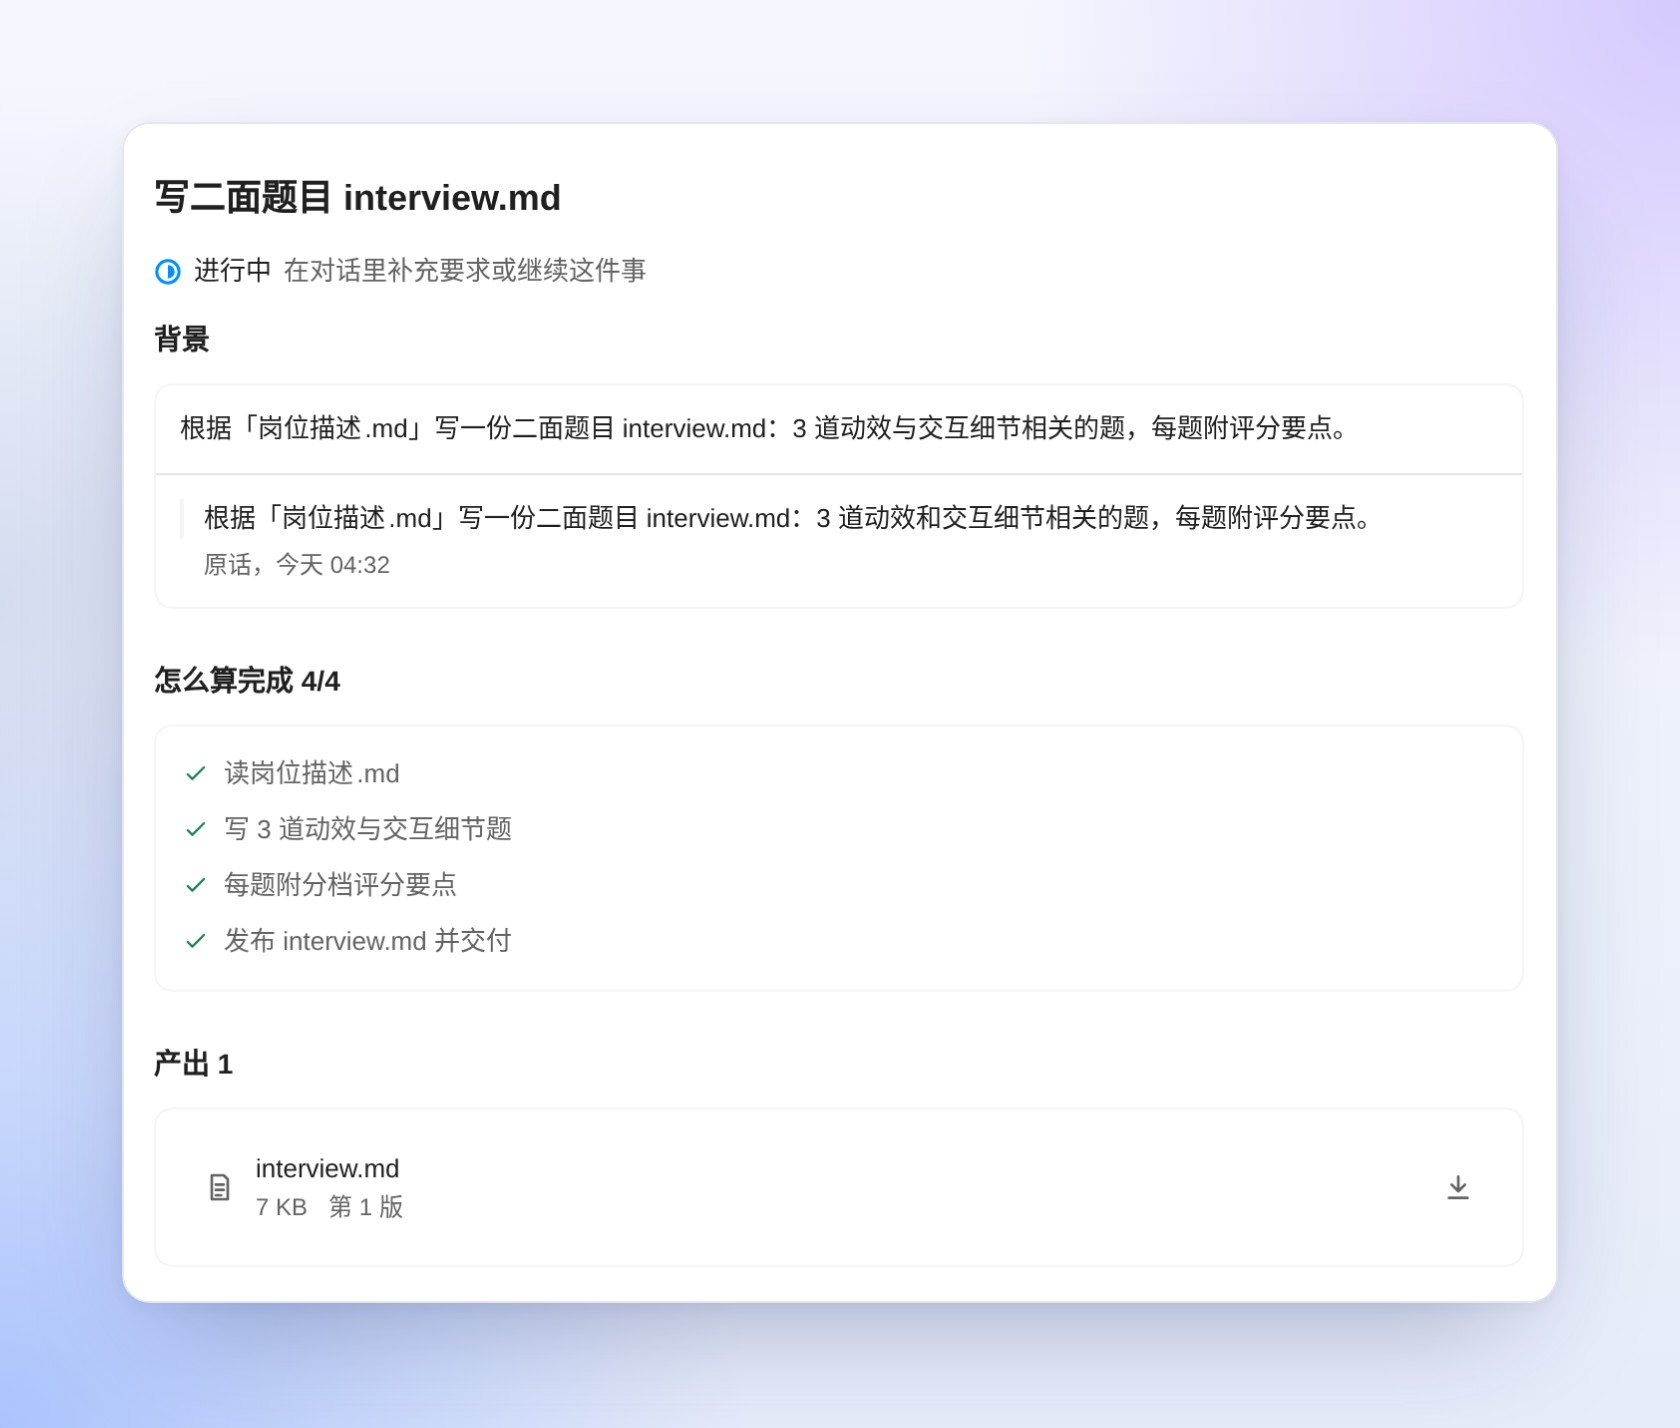 写二面题目 interview.md
进行中 在对话里补充要求或继续这件事
背景
根据「岗位描述.md」写一份二面题目 interview.md：3 道动效与交互细节相关的题，每题附评分要点。
根据「岗位描述.md」写一份二面题目 interview.md：3 道动效和交互细节相关的题，每题附评分要点。
原话，今天 04:32
怎么算完成 4/4
读岗位描述.md
写 3 道动效与交互细节题
每题附分档评分要点
发布 interview.md 并交付
产出 1
interview.md
7 KB 第 1 版